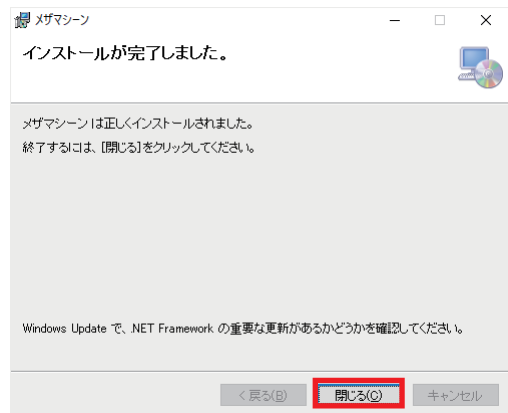 メザマシーン
インストールが完了しました。
メザマシーン は正しくインストールされました。
終了するには、[閉じる]をクリックしてください。
Windows Update で、.NET Framework の重要な更新があるかどうかを確認してください。
< 戻る(B) 閉じる(C) キャンセル